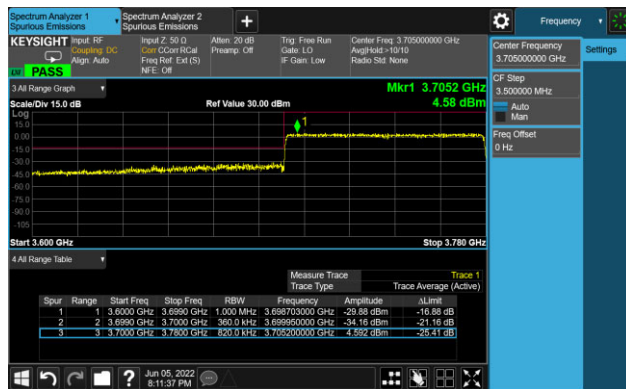 Spectrum Analyzer 1
Spurious Emissions
Spectrum Analyzer 2
Spurious Emissions
+
Frequency
KEYSIGHT
Input: RF
Coupling: DC
Align: Auto
Input Z: 50 Ω
Corr CCorr RCal
Freq Ref: Ext (S)
NFE: Off
Atten: 20 dB
Preamp: Off
Trig: Free Run
Gate: LO
IF Gain: Low
Center Freq: 3.705000000 GHz
Avg|Hold:>10/10
Radio Std: None
PASS
Center Frequency
3.705000000 GHz
Settings
CF Step
3.500000 MHz
Auto
Man
Freq Offset
0 Hz
3 All Range Graph
Mkr1 3.7052 GHz
Scale/Div 15.0 dB
Ref Value 30.00 dBm
4.58 dBm
Log
15.0
0.00
-15.0
-30.0
-45.0
-60.0
-75.0
-90.0
-105
1
Start 3.600 GHz
Stop 3.780 GHz
4 All Range Table
Measure Trace Trace 1
Trace Type Trace Average (Active)
Spur Range Start Freq Stop Freq RBW Frequency Amplitude ΔLimit
1 1 3.6000 GHz 3.6990 GHz 1.000 MHz 3.698703000 GHz -29.88 dBm -16.88 dB
2 2 3.6990 GHz 3.7000 GHz 360.0 kHz 3.699950000 GHz -34.16 dBm -21.16 dB
3 3 3.7000 GHz 3.7800 GHz 820.0 kHz 3.705200000 GHz 4.592 dBm -25.41 dB
?
Jun 05, 2022
8:11:37 PM